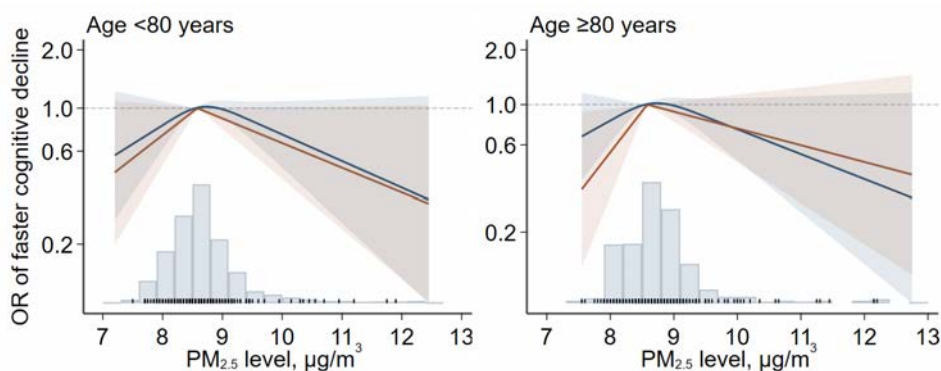 Age <80 years
Age ≥80 years
OR of faster cognitive decline
2.0
1.0
0.6
0.2
2.0
1.0
0.6
0.2
7 8 9 10 11 12 13
7 8 9 10 11 12 13
PM2.5 level, µg/m3
PM2.5 level, µg/m3